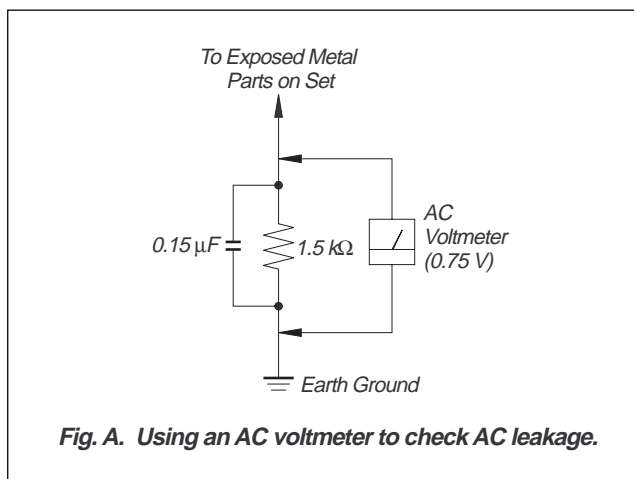 To Exposed Metal
Parts on Set
0.15 µF
1.5 kΩ
AC
Voltmeter
(0.75 V)
Earth Ground
Fig. A. Using an AC voltmeter to check AC leakage.